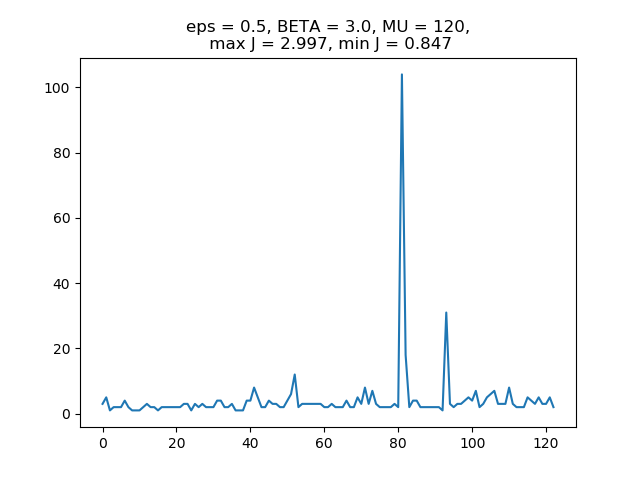 eps = 0.5, BETA = 3.0, MU = 120,
max J = 2.997, min J = 0.847
100
80
60
40
20
0
0 20 40 60 80 100 120